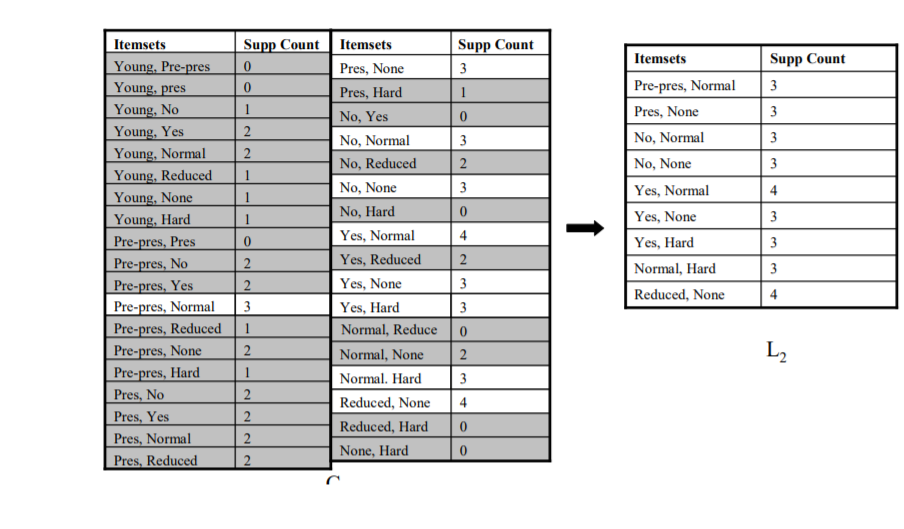 Itemsets Supp Count
Young, Pre-pres 0
Young, pres 0
Young, No 1
Young, Yes 2
Young, Normal 2
Young, Reduced 1
Young, None 1
Young, Hard 1
Pre-pres, Pres 0
Pre-pres, No 2
Pre-pres, Yes 2
Pre-pres, Normal 3
Pre-pres, Reduced 1
Pre-pres, None 2
Pre-pres, Hard 1
Pres, No 2
Pres, Yes 2
Pres, Normal 2
Pres, Reduced 2
Itemsets Supp Count
Pres, None 3
Pres, Hard 1
No, Yes 0
No, Normal 3
No, Reduced 2
No, None 3
No, Hard 0
Yes, Normal 4
Yes, Reduced 2
Yes, None 3
Yes, Hard 3
Normal, Reduce 0
Normal, None 2
Normal. Hard 3
Reduced, None 4
Reduced, Hard 0
None, Hard 0
Itemsets Supp Count
Pre-pres, Normal 3
Pres, None 3
No, Normal 3
No, None 3
Yes, Normal 4
Yes, None 3
Yes, Hard 3
Normal, Hard 3
Reduced, None 4
L2